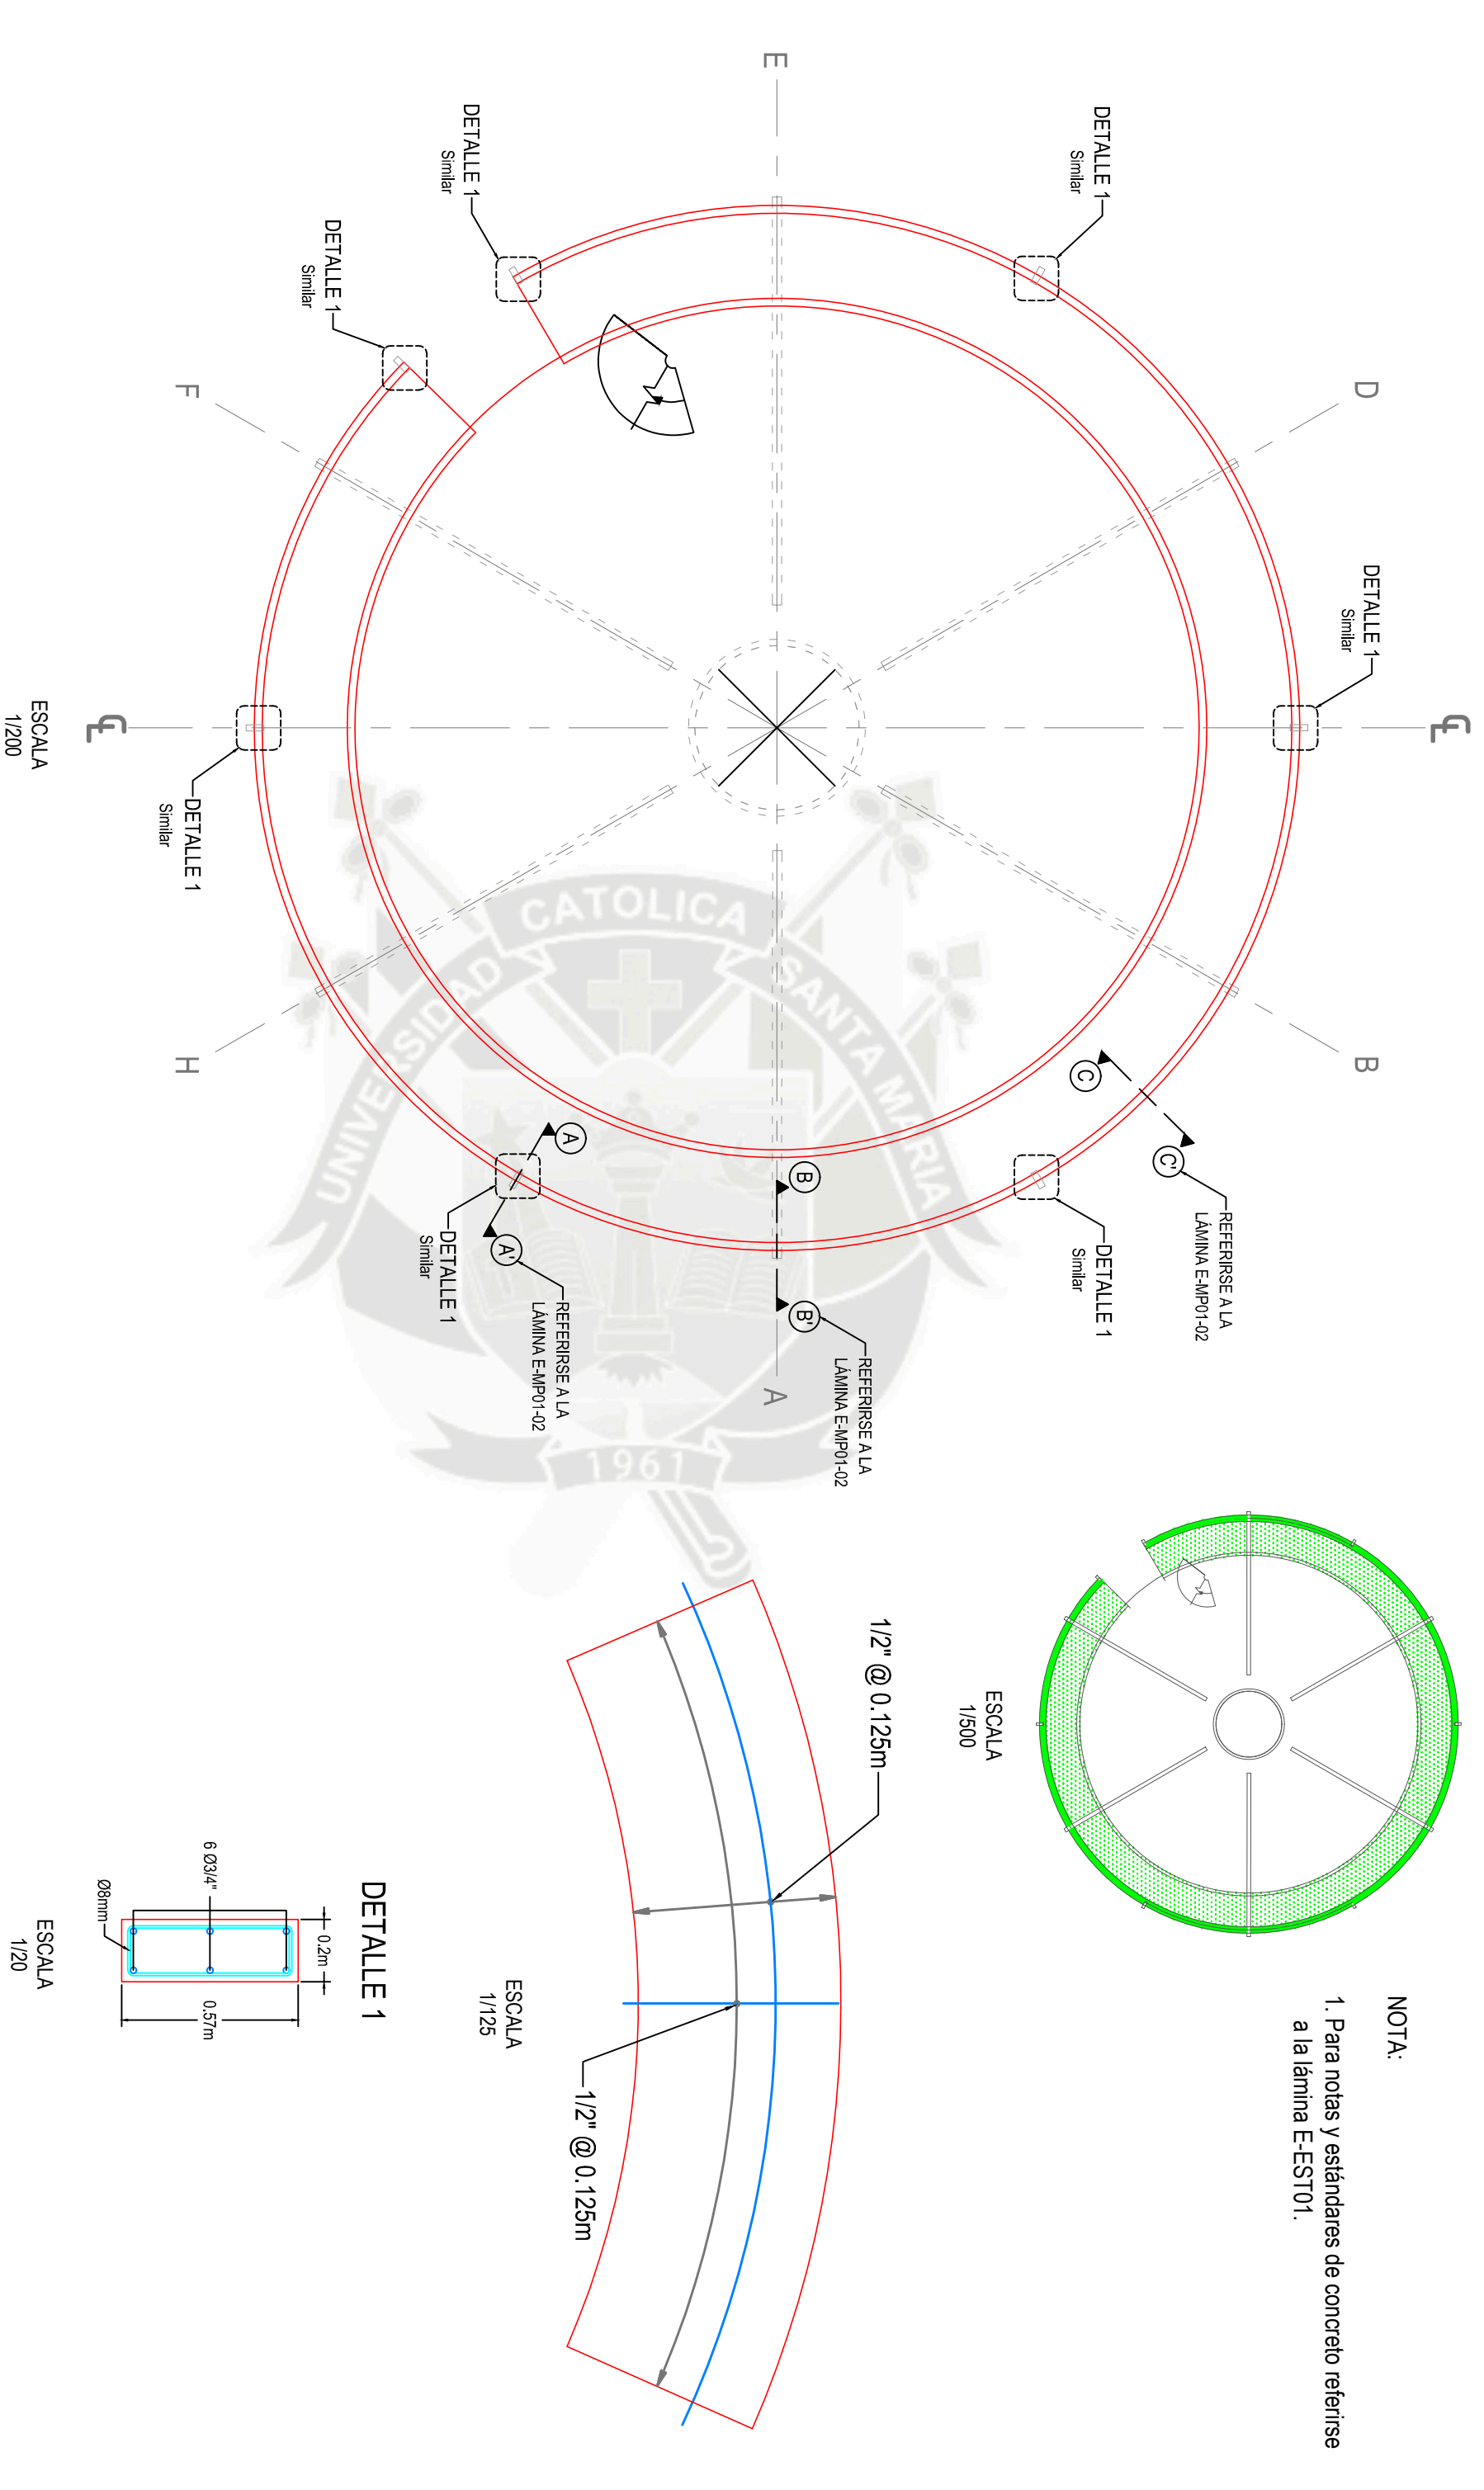 NOTA:
1. Para notas y estándares de concreto referirse
a la lámina E-EST01.
℄
D
B
DETALLE 1
Similar
DETALLE 1
Similar
C
C'
REFERIRSE A LA
LÁMINA E-MP01-02
DETALLE 1
Similar
E
A
B
B'
REFERIRSE A LA
LÁMINA E-MP01-02
A
A'
REFERIRSE A LA
LÁMINA E-MP01-02
DETALLE 1
Similar
DETALLE 1
Similar
DETALLE 1
Similar
F
H
DETALLE 1
Similar
℄
ESCALA
1/200
ESCALA
1/500
1/2" @ 0.125m
1/2" @ 0.125m
ESCALA
1/125
DETALLE 1
0.2m
6 Ø3/4"
0.57m
Ø8mm
ESCALA
1/20
UNIVERSIDAD CATOLICA SANTA MARIA
1961